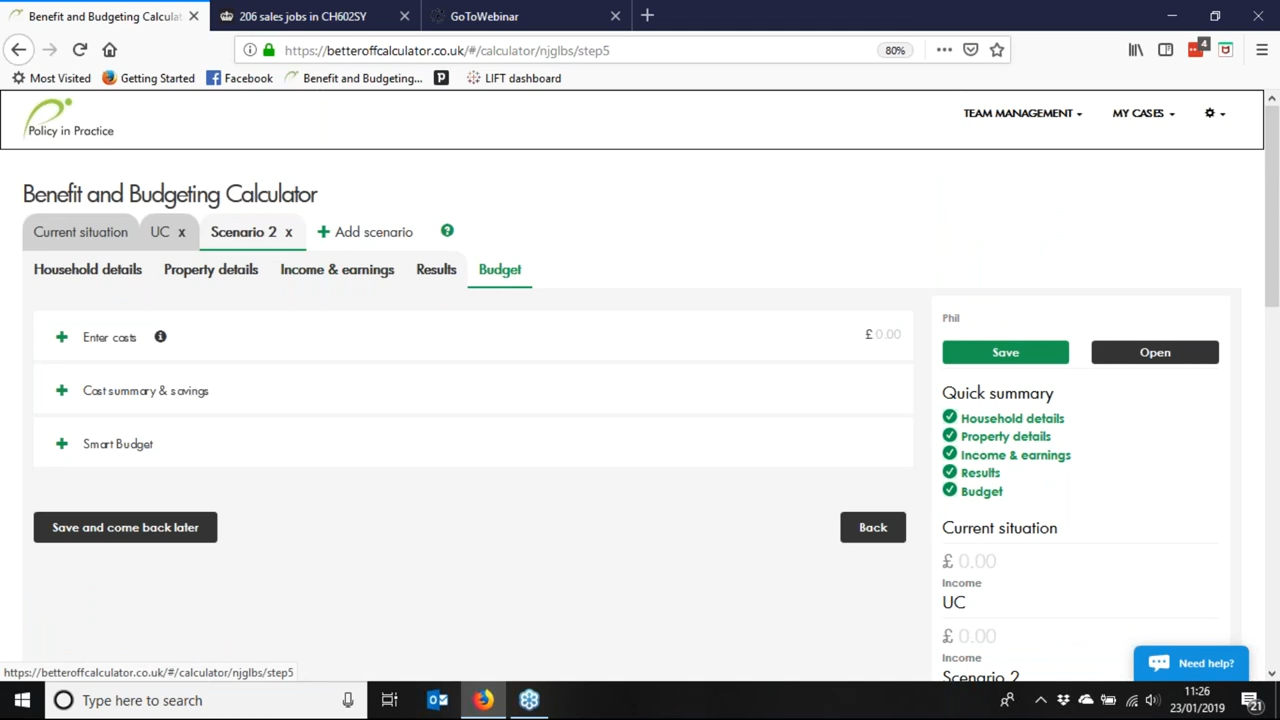 Benefit and Budgeting Calculat
206 sales jobs in CH602SY
GoToWebinar
https://betteroffcalculator.co.uk/#/calculator/njglbs/step5
80%
4
Most Visited
Getting Started
Facebook
Benefit and Budgeting...
LIFT dashboard
Policy in Practice
TEAM MANAGEMENT
MY CASES
Benefit and Budgeting Calculator
Current situation
UC x
Scenario 2 x
Add scenario
Household details
Property details
Income & earnings
Results
Budget
Enter costs
£ 0.00
Cost summary & savings
Smart Budget
Save and come back later
Back
Phil
Save
Open
Quick summary
Household details
Property details
Income & earnings
Results
Budget
Current situation
£ 0.00
Income
UC
£ 0.00
Income
Scenario 2
Need help?
https://betteroffcalculator.co.uk/#/calculator/njglbs/step5
Type here to search
11:26
23/01/2019
21